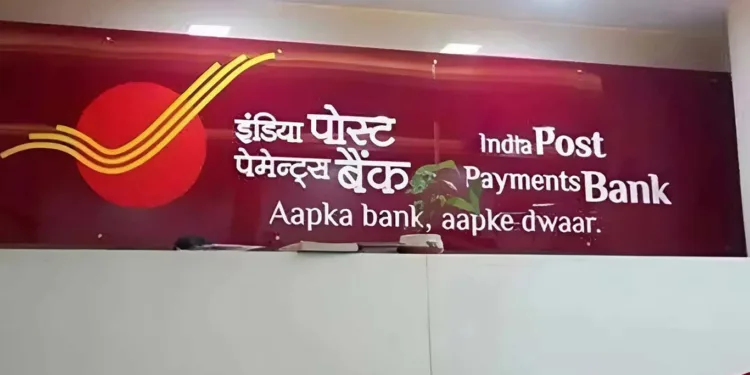 इंडिया पोस्ट
पेमेन्ट्स बैंक
India Post
Payments Bank
Aapka bank, aapke dwaar.